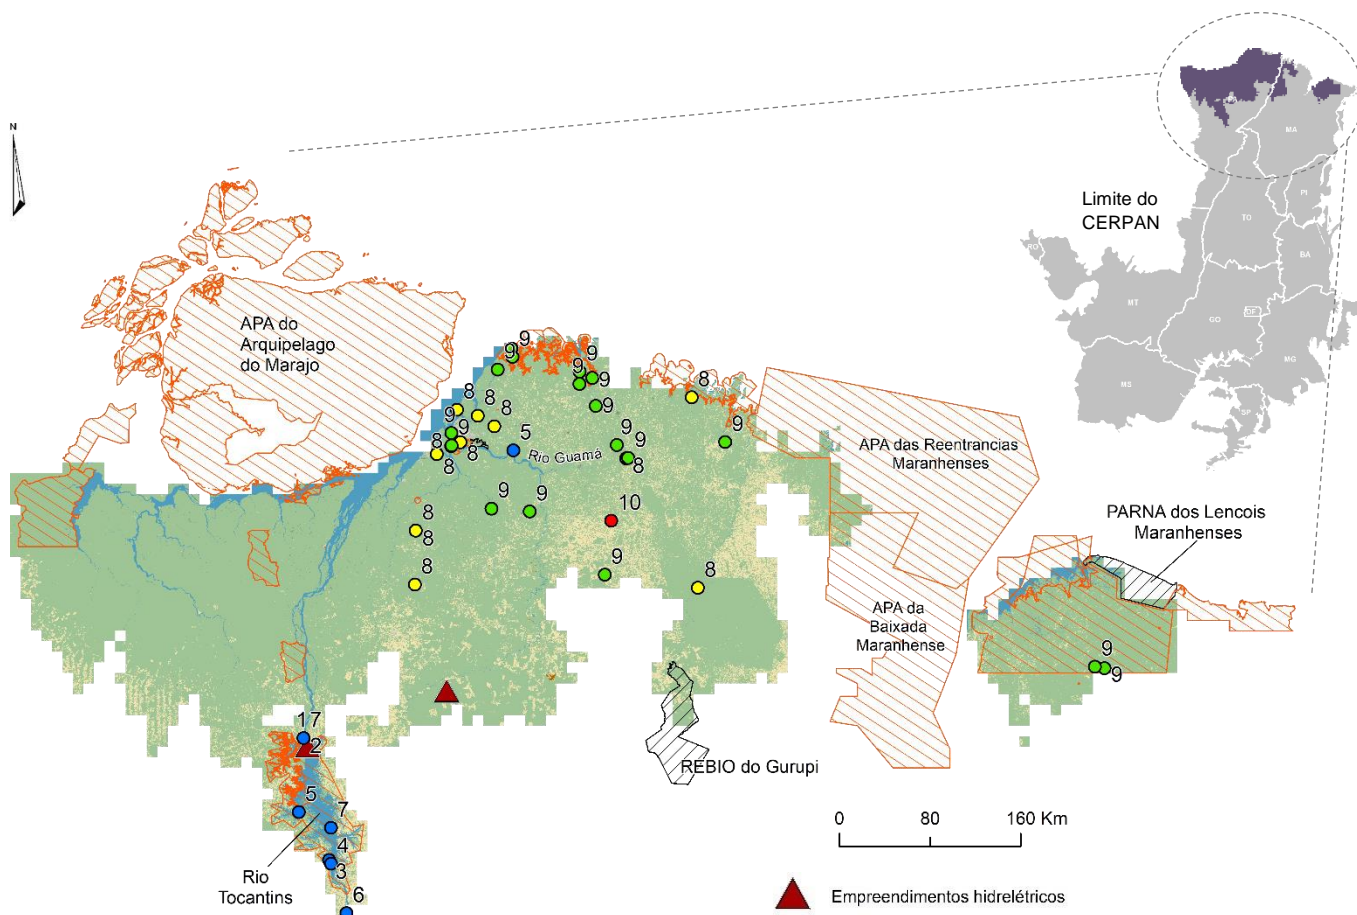 N
MA
PI
TO
BA
RO
MT
GO
DF
MG
MS
SP
Limite do
CERPAN
APA do
Arquipelago
do Marajo
9
9
9
9
9
9
8
8
8
8
9
9
8
8
8
5
Rio Guamá
9
9
8
9
APA das Reentrancias
Maranhenses
9
9
10
8
8
8
9
8
PARNA dos Lencois
Maranhenses
APA da
Baixada
Maranhense
9
9
17
2
5
7
4
3
6
Rio
Tocantins
REBIO do Gurupi
0 80 160 Km
Empreendimentos hidrelétricos